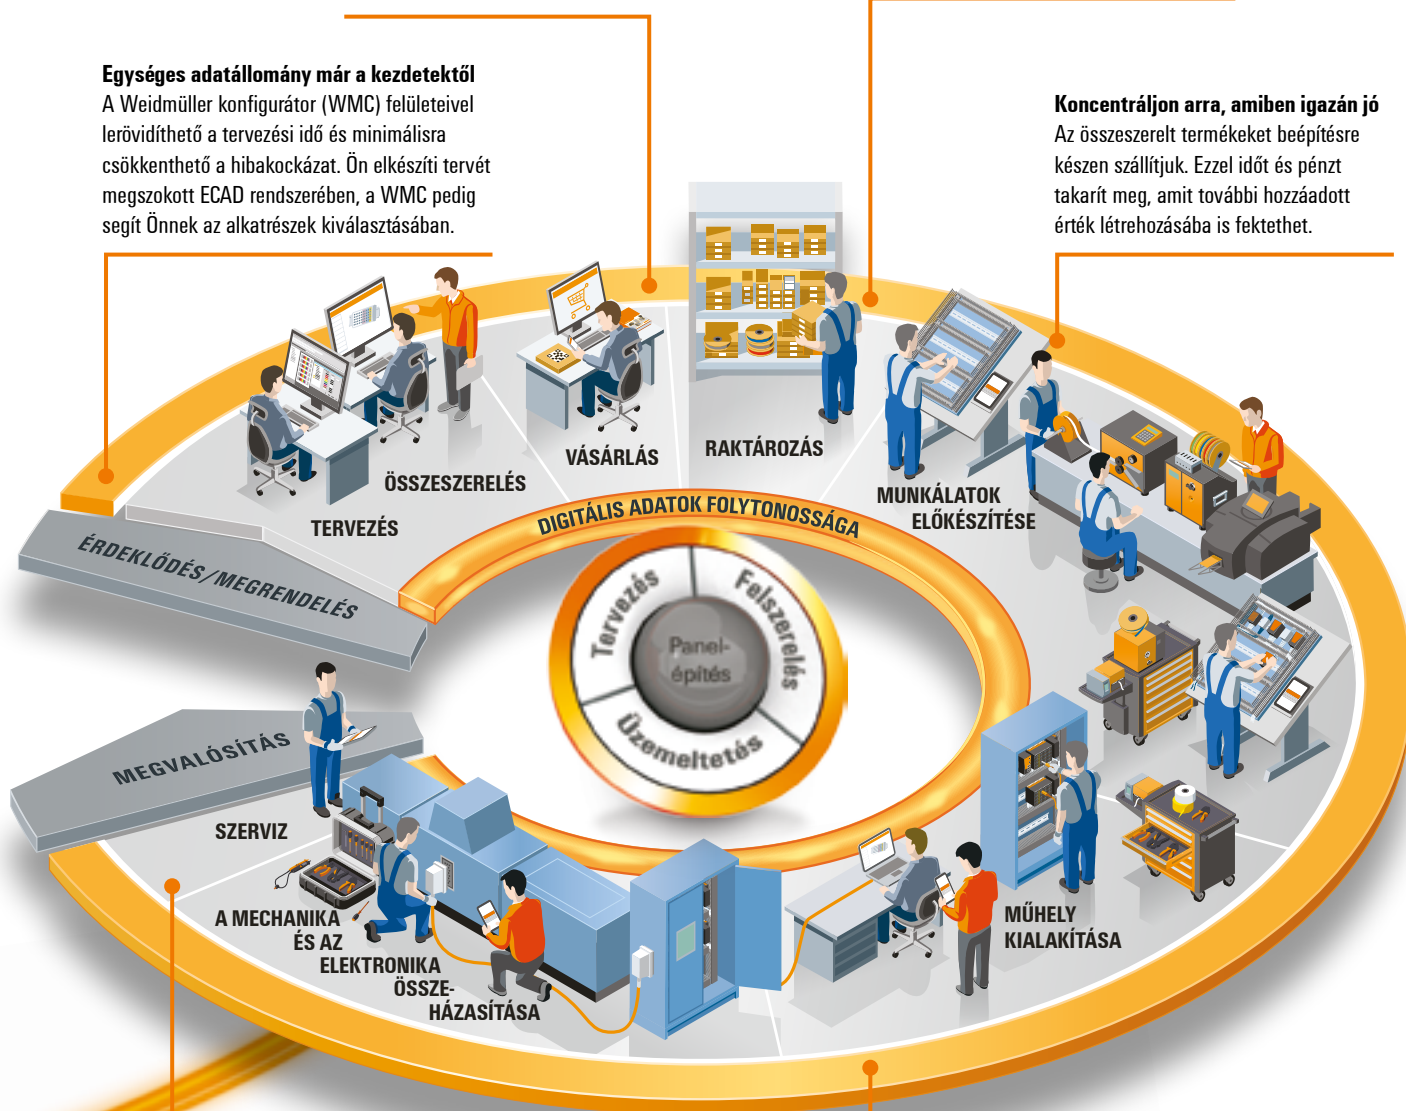 Egységes adatállomány már a kezdetektől
A Weidmüller konfigurátor (WMC) felületeivel
lerövidíthető a tervezési idő és minimálisra
csökkenthető a hibakockázat. Ön elkészíti tervét
megszokott ECAD rendszerében, a WMC pedig
segít Önnek az alkatrészek kiválasztásában.
Koncentráljon arra, amiben igazán jó
Az összeszerelt termékeket beépítésre
készen szállítjuk. Ezzel időt és pénzt
takarít meg, amit további hozzáadott
érték létrehozásába is fektethet.
ÉRDEKLŐDÉS/MEGRENDELÉS
TERVEZÉS
ÖSSZESZERELÉS
VÁSÁRLÁS
RAKTÁROZÁS
MUNKÁLATOK
ELŐKÉSZÍTÉSE
DIGITÁLIS ADATOK FOLYTONOSSÁGA
Tervezés
Felszerelés
Panel-
építés
Üzemeltetés
MEGVALÓSÍTÁS
SZERVIZ
A MECHANIKA
ÉS AZ
ELEKTRONIKA
ÖSSZE-
HÁZASÍTÁSA
MŰHELY
KIALAKÍTÁSA